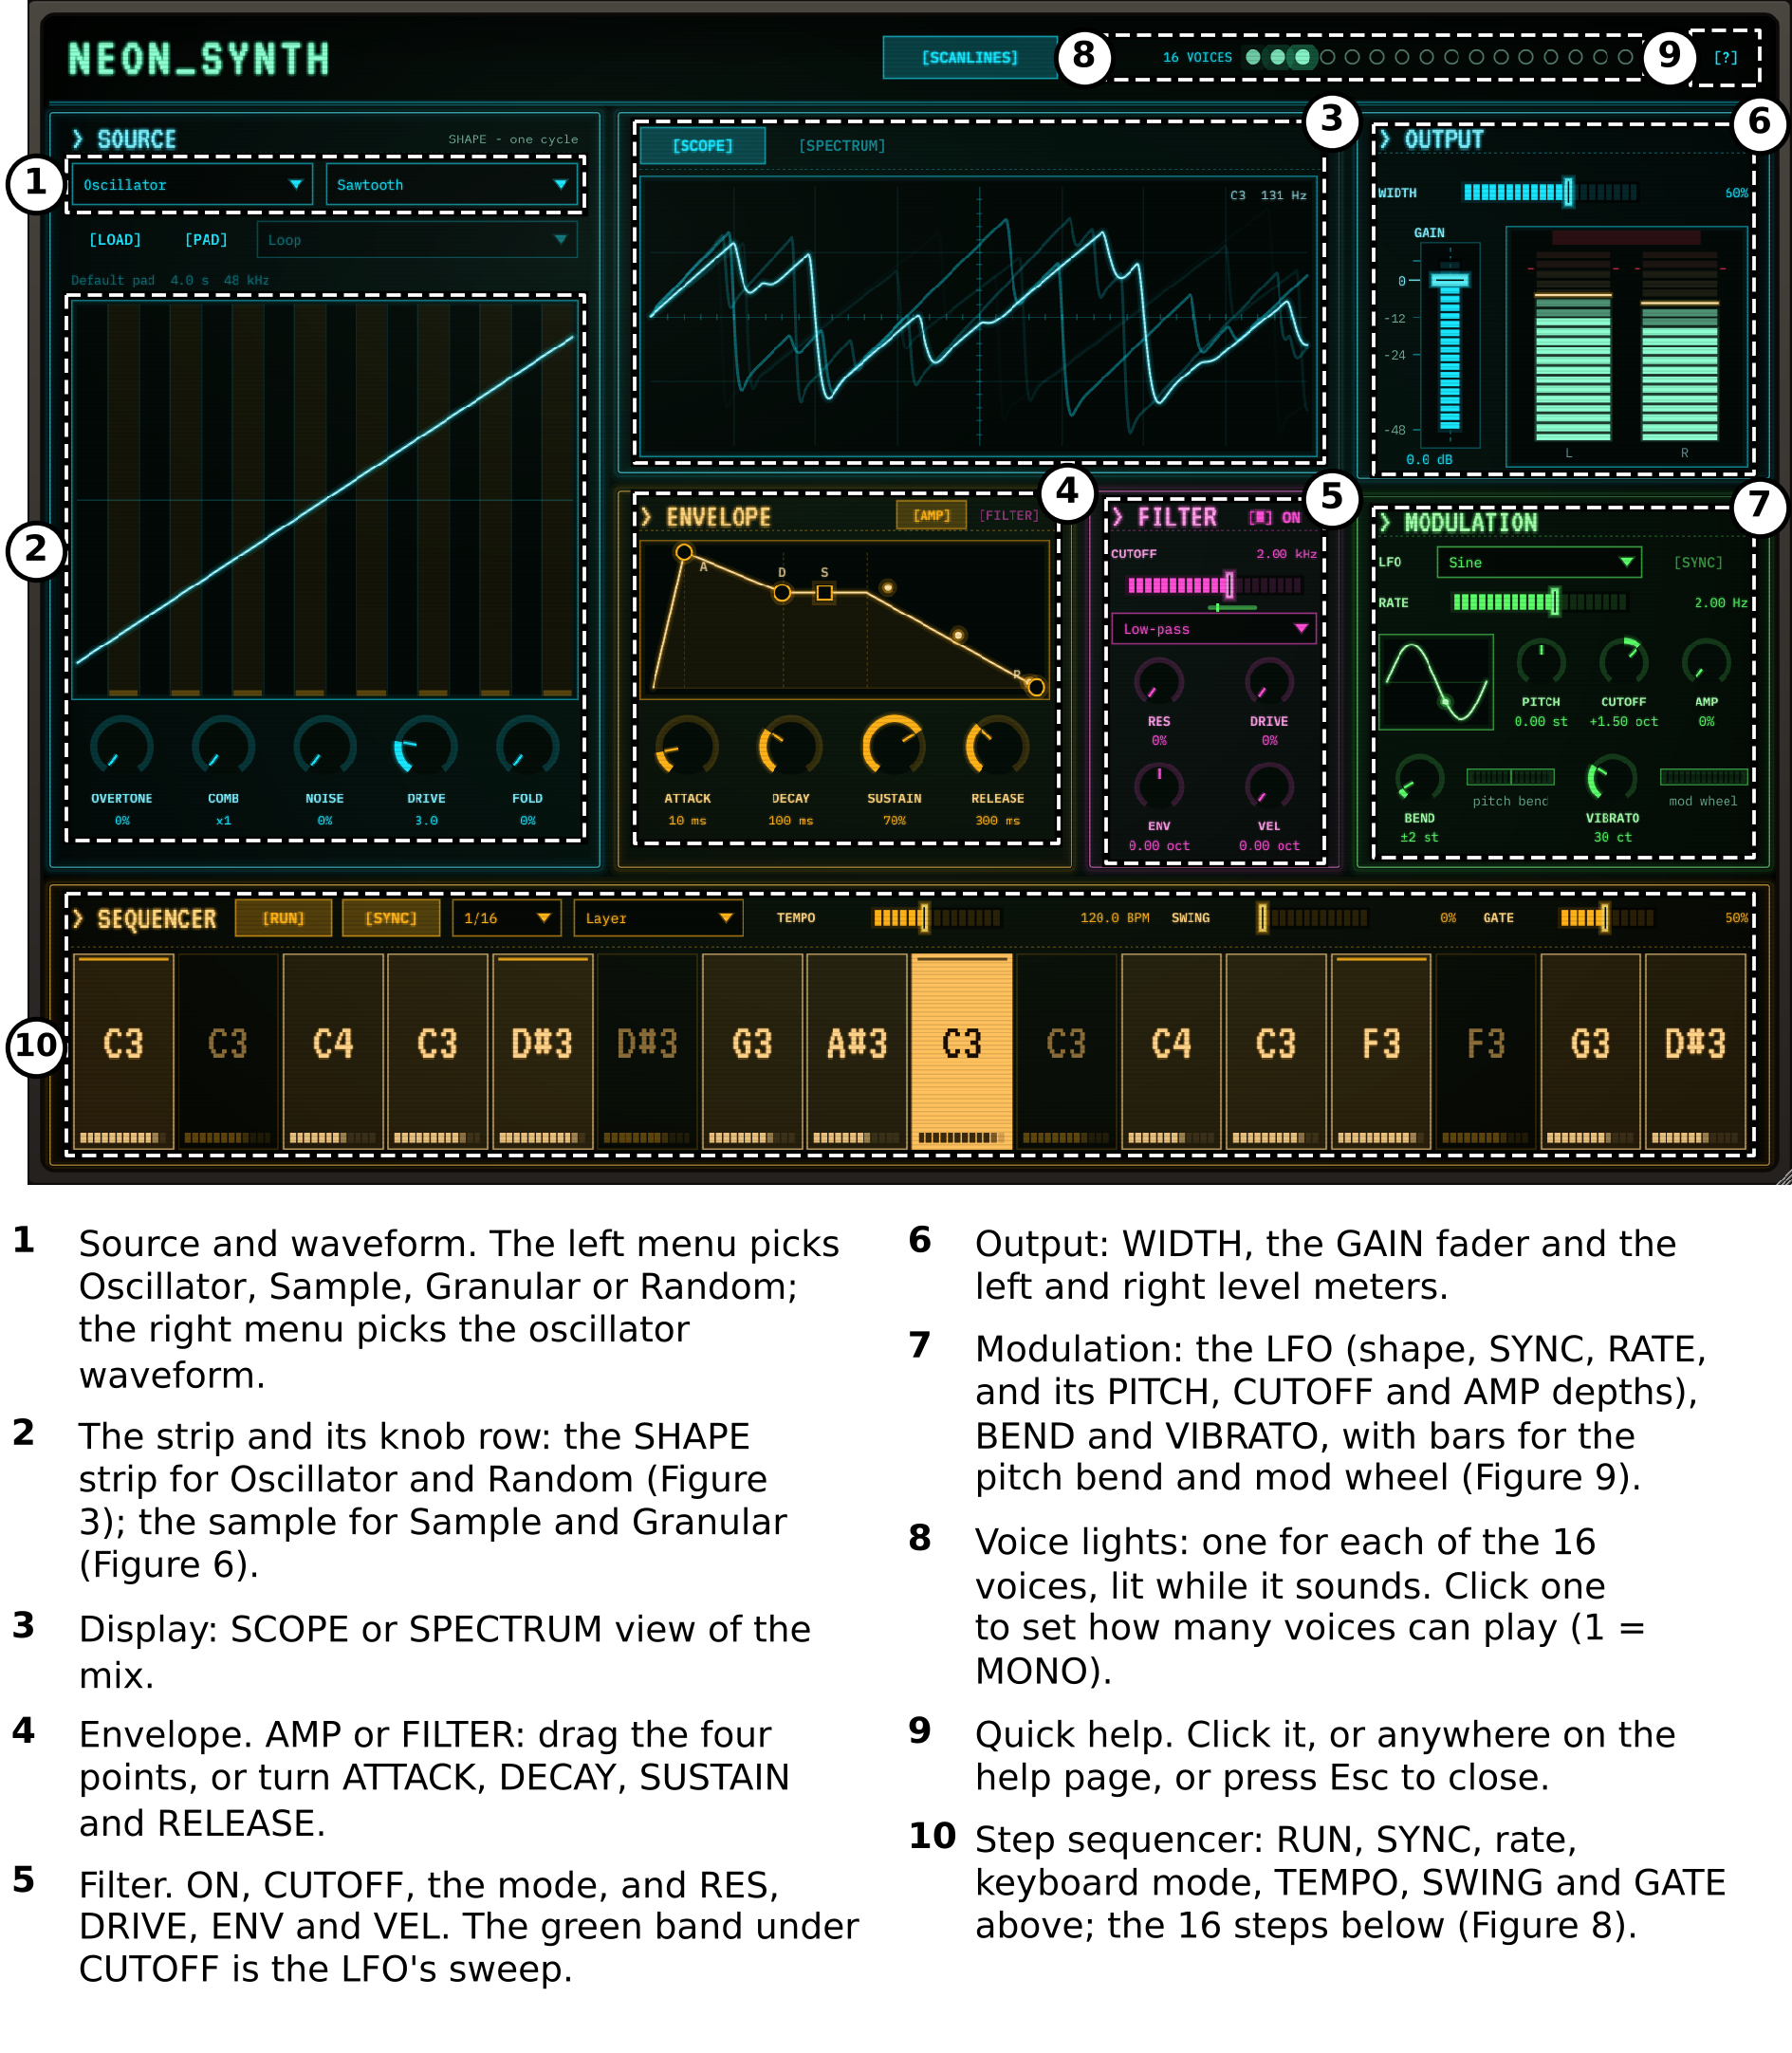 NEON_SYNTH
[SCANLINES]
8
16 VOICES
9
[?]
1
❯ SOURCE
SHAPE - one cycle
Oscillator
Sawtooth
[LOAD]
[PAD]
Loop
Default pad 4.0 s 48 kHz
2
OVERTONE
COMB
NOISE
DRIVE
FOLD
0%
x1
0%
3.0
0%
3
[SCOPE]
[SPECTRUM]
C3 131 Hz
6
❯ OUTPUT
WIDTH
60%
GAIN
0
-12
-24
-48
0.0 dB
L
R
4
❯ ENVELOPE
[AMP]
[FILTER]
A
D
S
R
ATTACK
DECAY
SUSTAIN
RELEASE
10 ms
100 ms
70%
300 ms
5
❯ FILTER
[■] ON
CUTOFF
2.00 kHz
Low-pass
RES
DRIVE
0%
0%
ENV
VEL
0.00 oct
0.00 oct
7
❯ MODULATION
LFO
Sine
[SYNC]
RATE
2.00 Hz
PITCH
CUTOFF
AMP
0.00 st
+1.50 oct
0%
pitch bend
mod wheel
BEND
VIBRATO
±2 st
30 ct
10
❯ SEQUENCER
[RUN]
[SYNC]
1/16
Layer
TEMPO
120.0 BPM
SWING
0%
GATE
50%
C3 C3 C4 C3 D#3 D#3 G3 A#3 C3 C3 C4 C3 F3 F3 G3 D#3
1 Source and waveform. The left menu picks
Oscillator, Sample, Granular or Random;
the right menu picks the oscillator
waveform.
2 The strip and its knob row: the SHAPE
strip for Oscillator and Random (Figure
3); the sample for Sample and Granular
(Figure 6).
3 Display: SCOPE or SPECTRUM view of the
mix.
4 Envelope. AMP or FILTER: drag the four
points, or turn ATTACK, DECAY, SUSTAIN
and RELEASE.
5 Filter. ON, CUTOFF, the mode, and RES,
DRIVE, ENV and VEL. The green band under
CUTOFF is the LFO's sweep.
6 Output: WIDTH, the GAIN fader and the
left and right level meters.
7 Modulation: the LFO (shape, SYNC, RATE,
and its PITCH, CUTOFF and AMP depths),
BEND and VIBRATO, with bars for the
pitch bend and mod wheel (Figure 9).
8 Voice lights: one for each of the 16
voices, lit while it sounds. Click one
to set how many voices can play (1 =
MONO).
9 Quick help. Click it, or anywhere on the
help page, or press Esc to close.
10 Step sequencer: RUN, SYNC, rate,
keyboard mode, TEMPO, SWING and GATE
above; the 16 steps below (Figure 8).